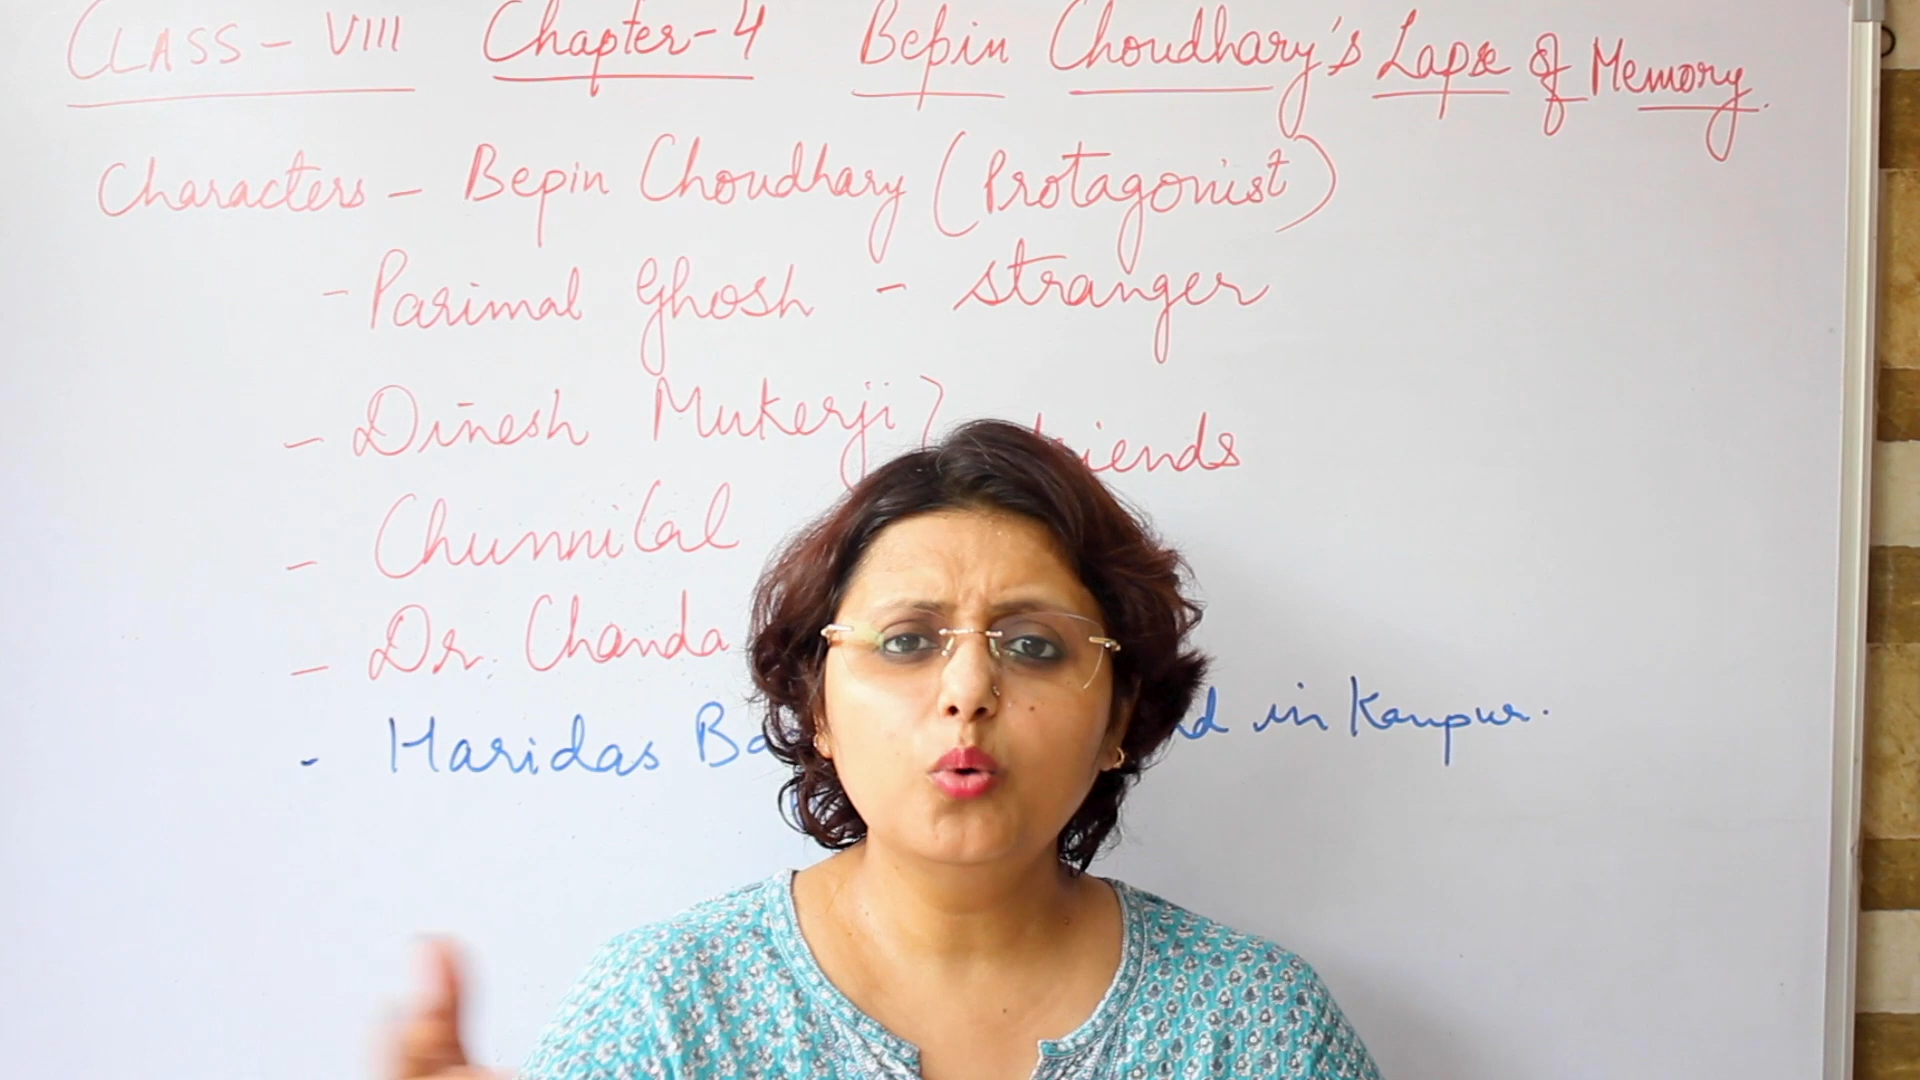 CLASS - VIII Chapter-4 Bepin Choudhary's Lapse of Memory.
Characters - Bepin Choudhary (Protagonist)
- Parimal Ghosh - stranger
- Dinesh Mukerji
- Chunnilal
- Dr. Chanda
- Haridas in Kanpur.